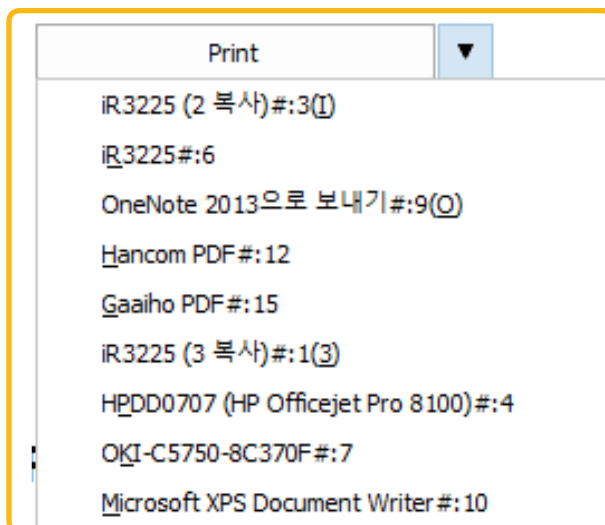 Print ▼
iR3225 (2 복사)#:3(I)
iR3225#:6
OneNote 2013으로 보내기#:9(O)
Hancom PDF#:12
Gaaiho PDF#:15
iR3225 (3 복사)#:1(3)
HPDD0707 (HP Officejet Pro 8100)#:4
OKI-C5750-8C370F#:7
Microsoft XPS Document Writer#:10